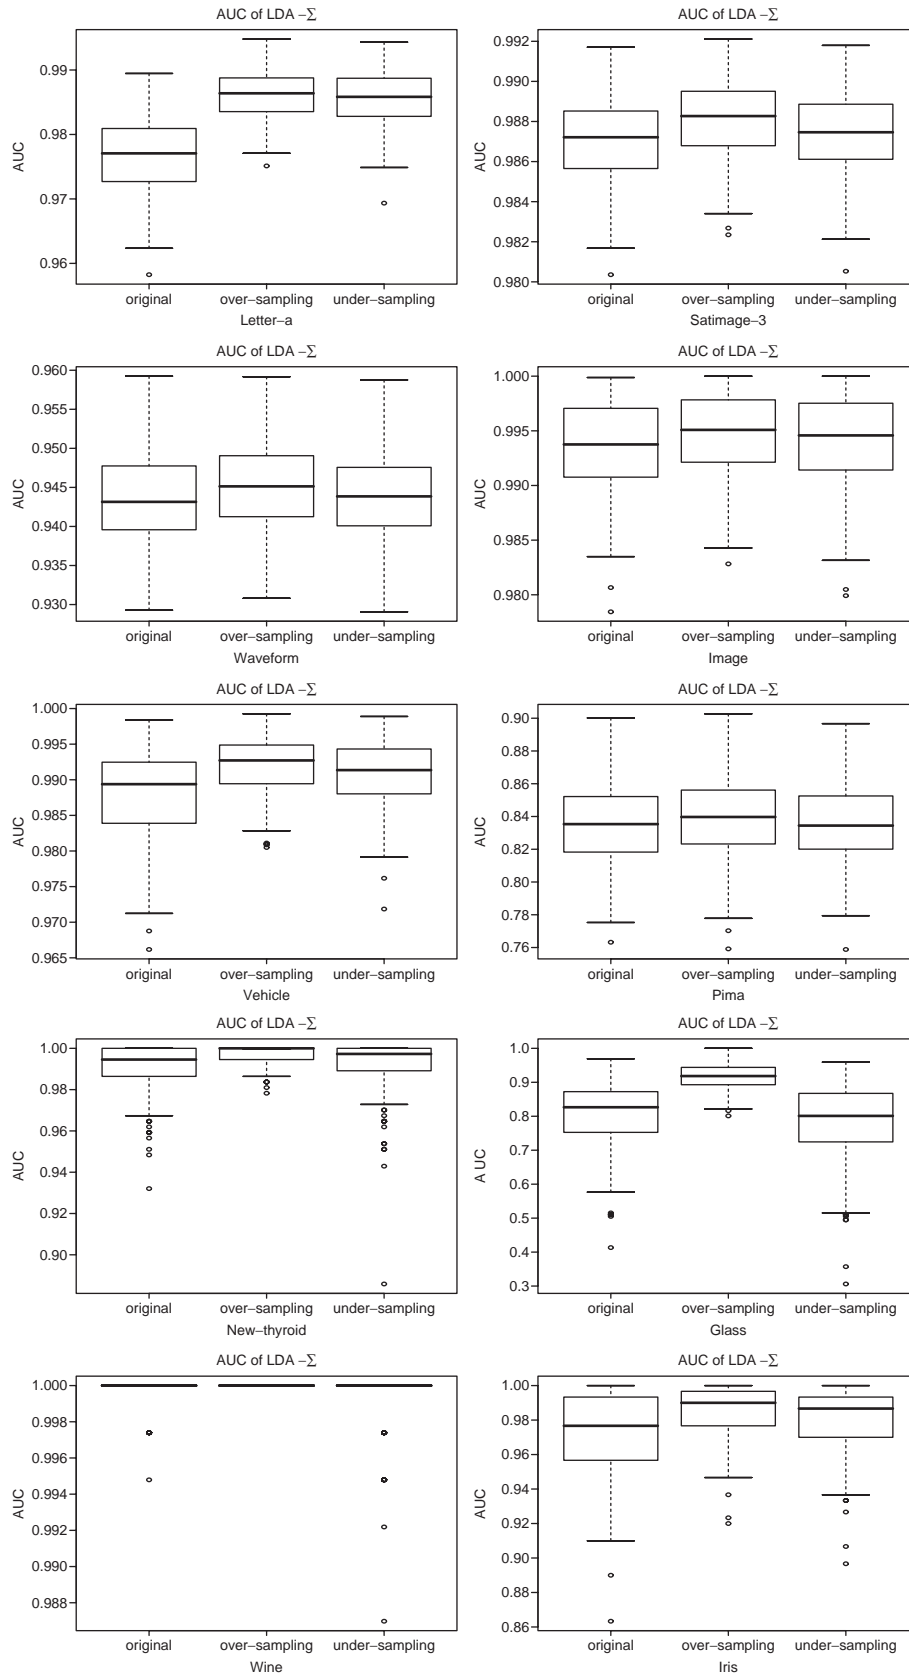 AUC of LDA –Σ
AUC
0.99
0.98
0.97
0.96
original over–sampling under–sampling
Letter–a
AUC of LDA –Σ
AUC
0.992
0.990
0.988
0.986
0.984
0.982
0.980
original over–sampling under–sampling
Satimage–3
AUC of LDA –Σ
AUC
0.960
0.955
0.950
0.945
0.940
0.935
0.930
original over–sampling under–sampling
Waveform
AUC of LDA –Σ
AUC
1.000
0.995
0.990
0.985
0.980
original over–sampling under–sampling
Image
AUC of LDA –Σ
AUC
1.000
0.995
0.990
0.985
0.980
0.975
0.970
0.965
original over–sampling under–sampling
Vehicle
AUC of LDA –Σ
AUC
0.90
0.88
0.86
0.84
0.82
0.80
0.78
0.76
original over–sampling under–sampling
Pima
AUC of LDA –Σ
AUC
1.00
0.98
0.96
0.94
0.92
0.90
original over–sampling under–sampling
New–thyroid
AUC of LDA –Σ
A UC
1.0
0.9
0.8
0.7
0.6
0.5
0.4
0.3
original over–sampling under–sampling
Glass
AUC of LDA –Σ
AUC
1.000
0.998
0.996
0.994
0.992
0.990
0.988
original over–sampling under–sampling
Wine
AUC of LDA –Σ
AUC
1.00
0.98
0.96
0.94
0.92
0.90
0.88
0.86
original over–sampling under–sampling
Iris